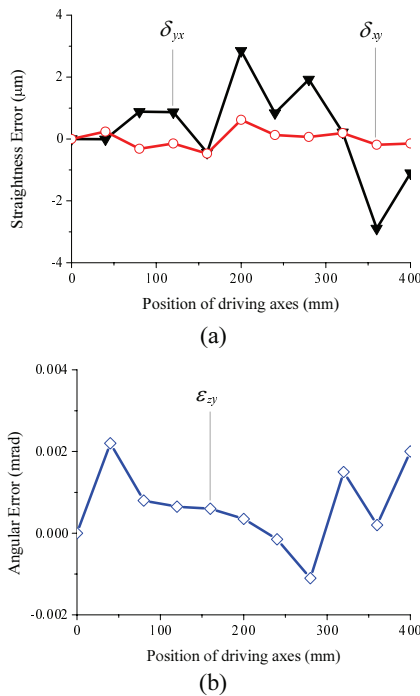 δyx
δxy
4
2
0
-2
-4
Straightness Error (μm)
0 100 200 300 400
Position of driving axes (mm)
(a)
0.004
0.002
0.000
-0.002
Angular Error (mrad)
εzy
0 100 200 300 400
Position of driving axes (mm)
(b)